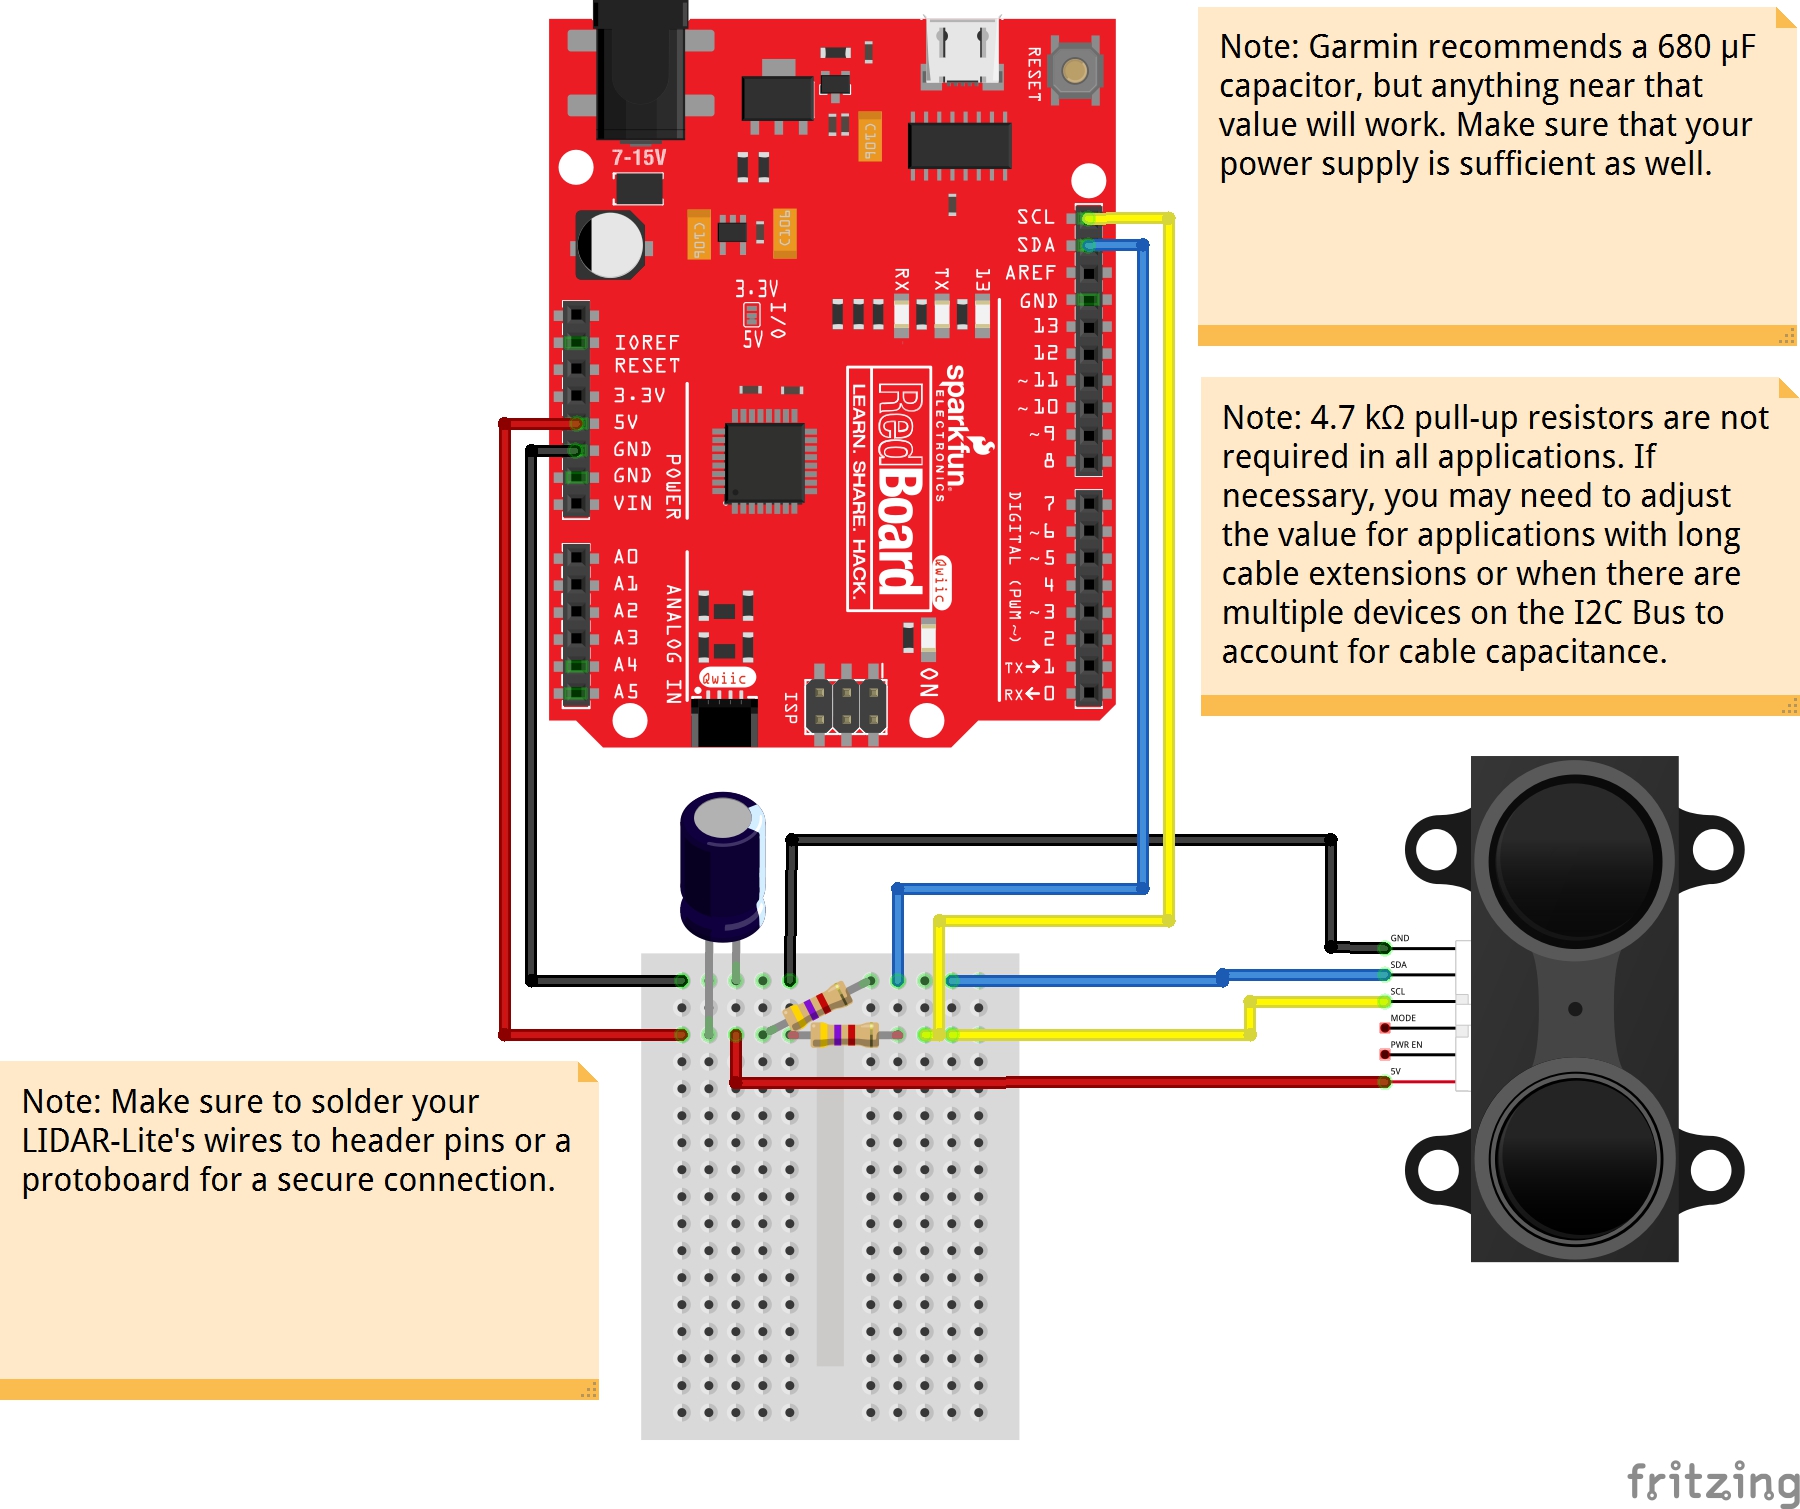 Note: Garmin recommends a 680 µF
capacitor, but anything near that
value will work. Make sure that your
power supply is sufficient as well.
Note: 4.7 kΩ pull-up resistors are not
required in all applications. If
necessary, you may need to adjust
the value for applications with long
cable extensions or when there are
multiple devices on the I2C Bus to
account for cable capacitance.
Note: Make sure to solder your
LIDAR-Lite's wires to header pins or a
protoboard for a secure connection.
7-15V
RESET
C106
C106
C106
3.3V
I/O
5V
RX
TX
13
IOREF
RESET
3.3V
5V
GND
GND
VIN
POWER
A0
A1
A2
A3
A4
A5
ANALOG IN
SCL
SDA
AREF
GND
13
12
~11
~10
~9
8
7
~6
~5
4
~3
2
TX→1
RX←0
DIGITAL (PWM ~)
sparkfun
ELECTRONICS
RedBoard
LEARN. SHARE. HACK.
Qwiic
Qwiic
ISP
ON
GND
SDA
SCL
MODE
PWR EN
5V
fritzing